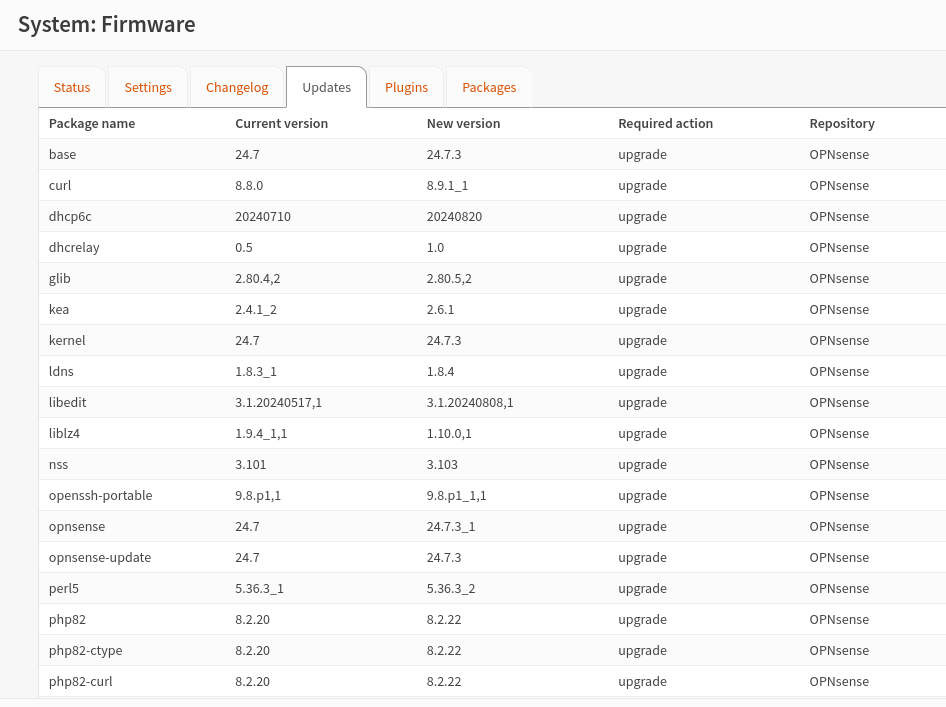 System: Firmware
Status Settings Changelog Updates Plugins Packages
Package name Current version New version Required action Repository
base 24.7 24.7.3 upgrade OPNsense
curl 8.8.0 8.9.1_1 upgrade OPNsense
dhcp6c 20240710 20240820 upgrade OPNsense
dhcrelay 0.5 1.0 upgrade OPNsense
glib 2.80.4,2 2.80.5,2 upgrade OPNsense
kea 2.4.1_2 2.6.1 upgrade OPNsense
kernel 24.7 24.7.3 upgrade OPNsense
ldns 1.8.3_1 1.8.4 upgrade OPNsense
libedit 3.1.20240517,1 3.1.20240808,1 upgrade OPNsense
liblz4 1.9.4_1,1 1.10.0,1 upgrade OPNsense
nss 3.101 3.103 upgrade OPNsense
openssh-portable 9.8.p1,1 9.8.p1_1,1 upgrade OPNsense
opnsense 24.7 24.7.3_1 upgrade OPNsense
opnsense-update 24.7 24.7.3 upgrade OPNsense
perl5 5.36.3_1 5.36.3_2 upgrade OPNsense
php82 8.2.20 8.2.22 upgrade OPNsense
php82-ctype 8.2.20 8.2.22 upgrade OPNsense
php82-curl 8.2.20 8.2.22 upgrade OPNsense